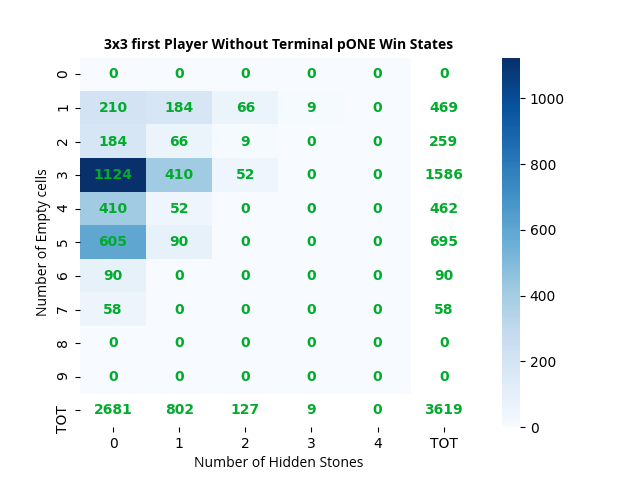 3x3 first Player Without Terminal pONE Win States
0 0 0 0 0 0 0
1 210 184 66 9 0 469
2 184 66 9 0 0 259
3 1124 410 52 0 0 1586
4 410 52 0 0 0 462
5 605 90 0 0 0 695
6 90 0 0 0 0 90
7 58 0 0 0 0 58
8 0 0 0 0 0 0
9 0 0 0 0 0 0
TOT 2681 802 127 9 0 3619
0 1 2 3 4 TOT
Number of Hidden Stones
Number of Empty cells
1000
800
600
400
200
0